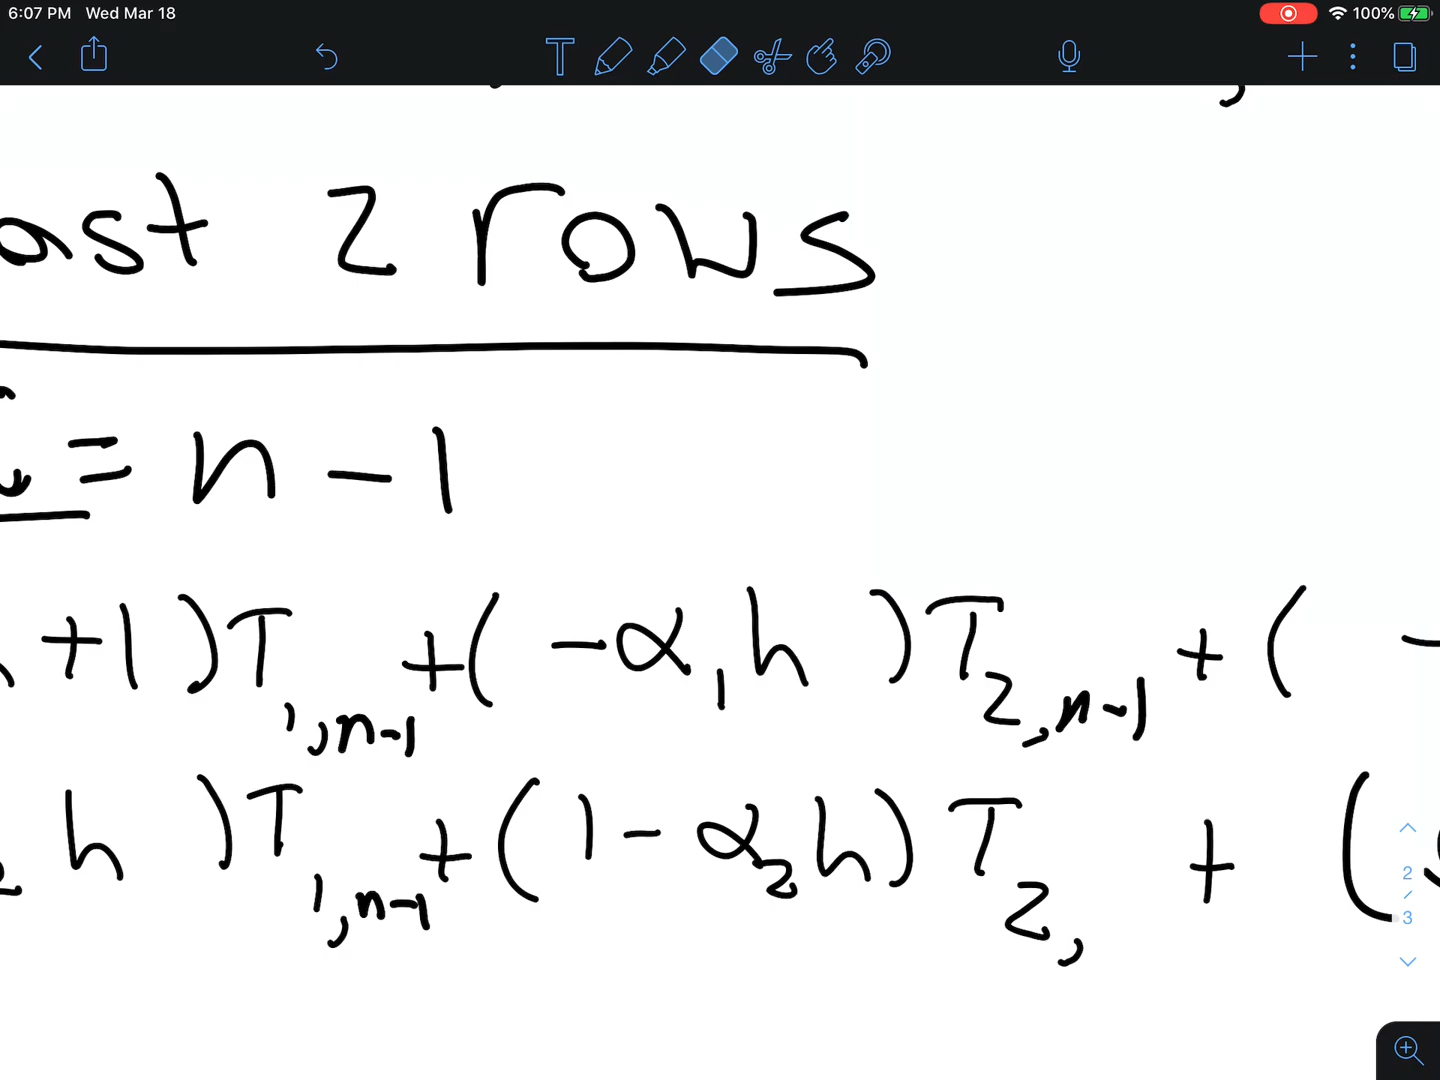 6:07 PM Wed Mar 18
100%
ast 2 rows
= n - 1
+1)T₁,ₙ₋₁ + ( -α₁h )T₂,ₙ₋₁ + ( -
h )T₁,ₙ₋₁ + (1 - α₂h)T₂, + (
2
/
3